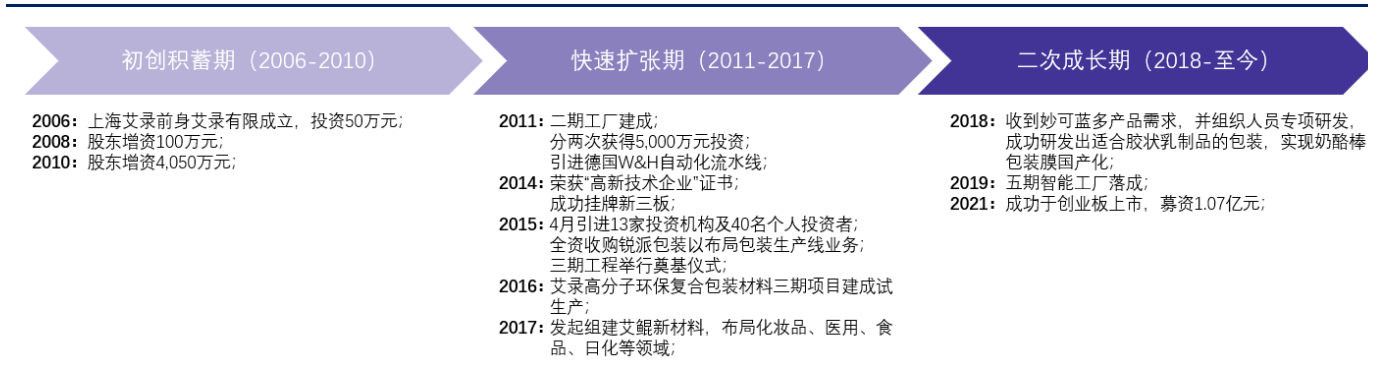 初创积蓄期（2006-2010）
2006：上海艾录前身艾录有限成立，投资50万元；
2008：股东增资100万元；
2010：股东增资4,050万元；
快速扩张期（2011-2017）
2011：二期工厂建成；
分两次获得5,000万元投资；
引进德国W&H自动化流水线；
2014：荣获“高新技术企业”证书；
成功挂牌新三板；
2015：4月引进13家投资机构及40名个人投资者；
全资收购锐派包装以布局包装生产线业务；
三期工程举行奠基仪式；
2016：艾录高分子环保复合包装材料三期项目建成试
生产；
2017：发起组建艾鲲新材料，布局化妆品、医用、食
品、日化等领域；
二次成长期（2018-至今）
2018：收到妙可蓝多产品需求，并组织人员专项研发，
成功研发出适合胶状乳制品的包装，实现奶酪棒
包装膜国产化；
2019：五期智能工厂落成；
2021：成功于创业板上市，募资1.07亿元；